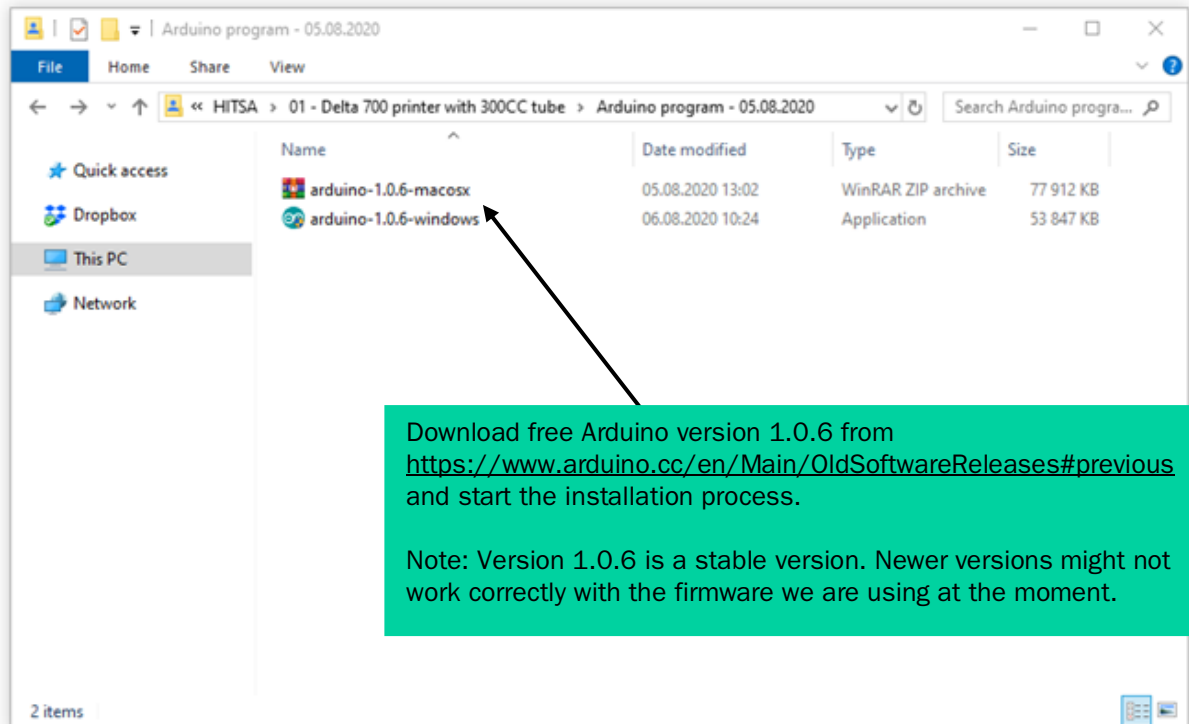 Arduino program - 05.08.2020
File Home Share View
« HITSA › 01 - Delta 700 printer with 300CC tube › Arduino program - 05.08.2020 Search Arduino progra...
Name Date modified Type Size
Quick access
arduino-1.0.6-macosx 05.08.2020 13:02 WinRAR ZIP archive 77 912 KB
Dropbox
arduino-1.0.6-windows 06.08.2020 10:24 Application 53 847 KB
This PC
Network
Download free Arduino version 1.0.6 from
https://www.arduino.cc/en/Main/OldSoftwareReleases#previous
and start the installation process.
Note: Version 1.0.6 is a stable version. Newer versions might not
work correctly with the firmware we are using at the moment.
2 items